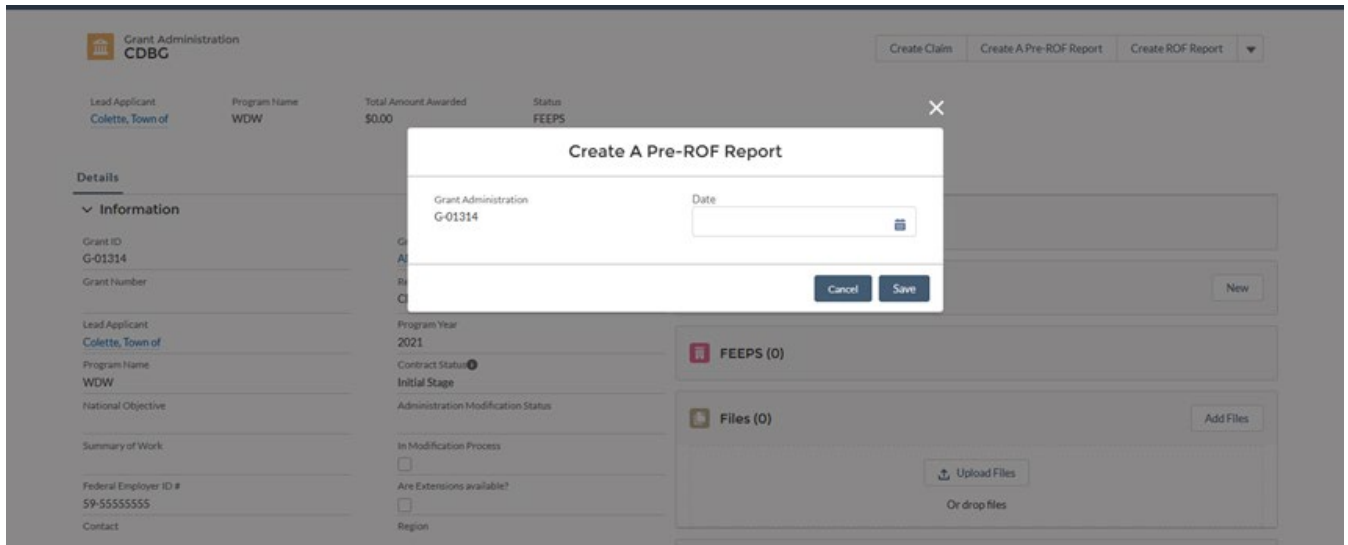 Grant Administration
CDBG
Create Claim Create A Pre-ROF Report Create ROF Report
Lead Applicant Program Name Total Amount Awarded Status
Colette, Town of WDW $0.00 FEEPS
Create A Pre-ROF Report
Details
Grant Administration Date
G-01314
Information
Grant ID
G-01314
Grant Number
New
Lead Applicant Program Year
Colette, Town of 2021
FEEPS (0)
Program Name Contract Status
WDW Initial Stage
Cancel Save
National Objective Administration Modification Status
Files (0) Add Files
Summary of Work In Modification Process
Upload Files
Federal Employer ID # Are Extensions available?
59-55555555
Or drop files
Contact Region